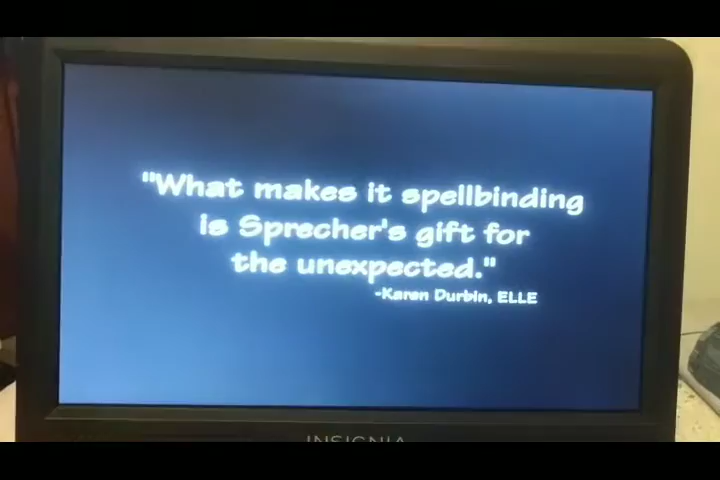 "What makes it spellbinding
is Sprecher's gift for
the unexpected."
-Karen Durbin, ELLE
INSIGNIA